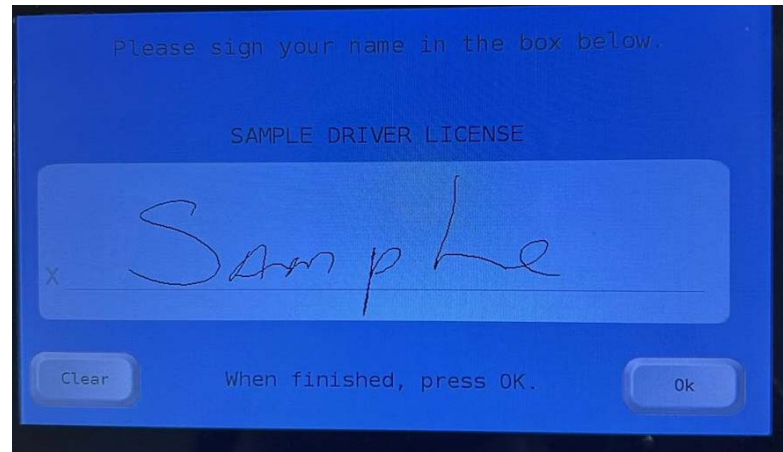 Please sign your name in the box below.
SAMPLE DRIVER LICENSE
Sample
X
Clear
When finished, press OK.
Ok